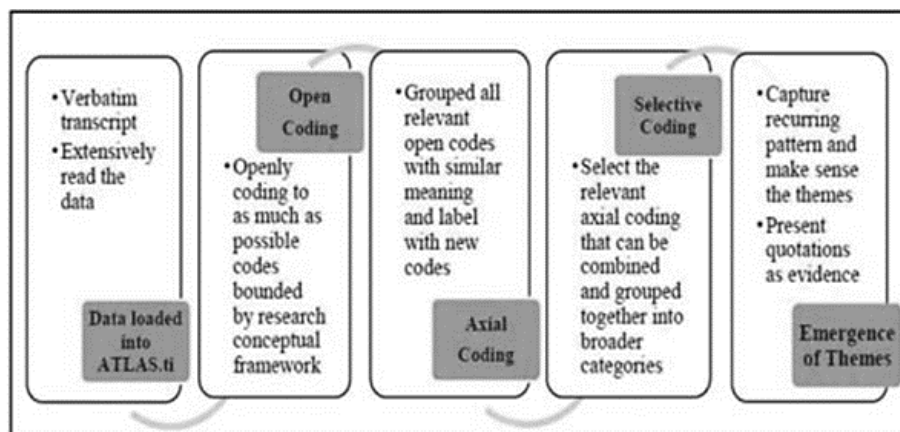 •Verbatim
transcript
•Extensively
read the
data
Data loaded
into
ATLAS.ti
Open
Coding
•Openly
coding to
as much as
possible
codes
bounded
by research
conceptual
framework
•Grouped all
relevant
open codes
with similar
meaning
and label
with new
codes
Axial
Coding
Selective
Coding
•Select the
relevant
axial coding
that can be
combined
and grouped
together into
broader
categories
•Capture
recurring
pattern and
make sense
the themes
•Present
quotations
as evidence
Emergence
of Themes